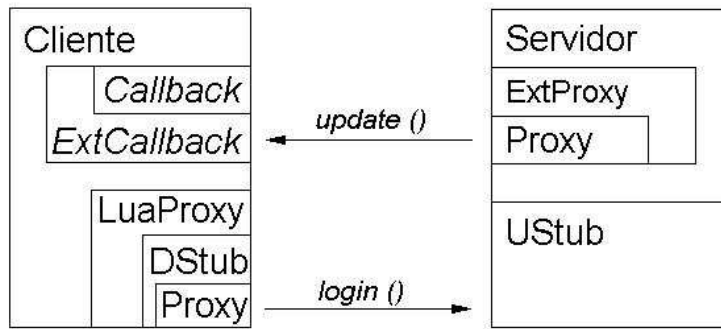 Cliente
Callback
ExtCallback
LuaProxy
DStub
Proxy
update ()
login ()
Servidor
ExtProxy
Proxy
UStub